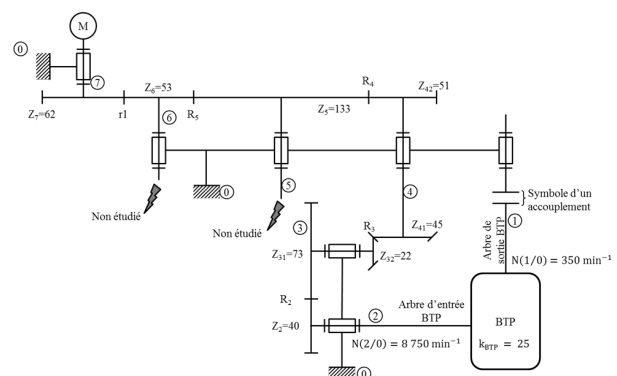 M
0
7
Z₆=53
R₄
Z₄₂=51
Z₇=62
r1
6
R₅
Z₅=133
0
5
4
Non étudié
Non étudié
3
R₃
Z₄₁=45
Symbole d'un
accouplement
1
Arbre de
sortie BTP
Z₃₁=73
Z₃₂=22
N(1/0) = 350 min⁻¹
R₂
Z₂=40
2
Arbre d'entrée
BTP
BTP
N(2/0) = 8 750 min⁻¹
k_BTP = 25
0